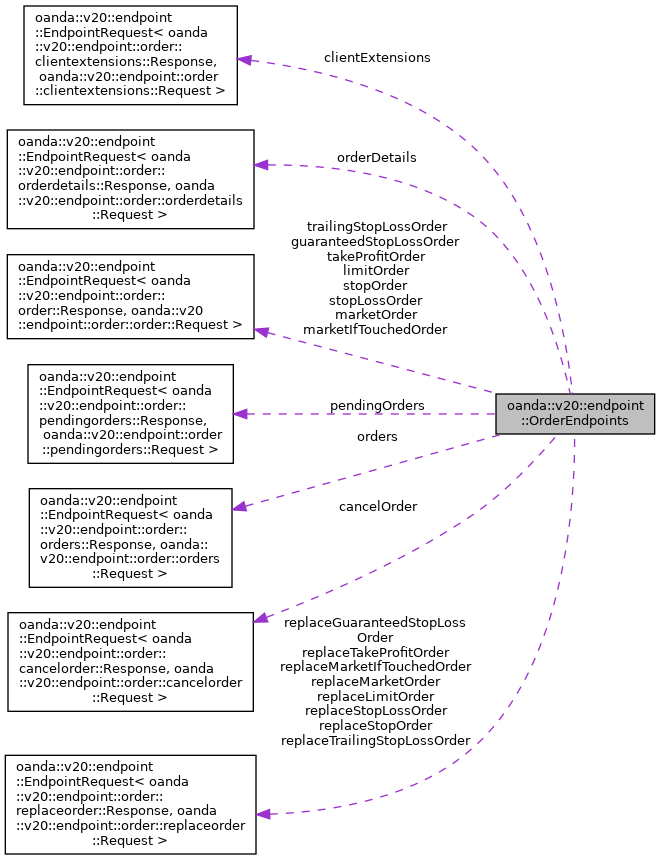 oanda::v20::endpoint
::EndpointRequest< oanda
::v20::endpoint::order::
clientextensions::Response,
oanda::v20::endpoint::order
::clientextensions::Request >
clientExtensions
oanda::v20::endpoint
::EndpointRequest< oanda
::v20::endpoint::order::
orderdetails::Response, oanda
::v20::endpoint::order::orderdetails
::Request >
orderDetails
oanda::v20::endpoint
::EndpointRequest< oanda
::v20::endpoint::order::
order::Response, oanda::v20
::endpoint::order::order::Request >
trailingStopLossOrder
guaranteedStopLossOrder
takeProfitOrder
limitOrder
stopOrder
stopLossOrder
marketOrder
marketIfTouchedOrder
oanda::v20::endpoint
::EndpointRequest< oanda
::v20::endpoint::order::
pendingorders::Response,
oanda::v20::endpoint::order
::pendingorders::Request >
pendingOrders
oanda::v20::endpoint
::OrderEndpoints
orders
oanda::v20::endpoint
::EndpointRequest< oanda
::v20::endpoint::order::
orders::Response, oanda::
v20::endpoint::order::orders
::Request >
cancelOrder
oanda::v20::endpoint
::EndpointRequest< oanda
::v20::endpoint::order::
cancelorder::Response, oanda
::v20::endpoint::order::cancelorder
::Request >
replaceGuaranteedStopLoss
Order
replaceTakeProfitOrder
replaceMarketIfTouchedOrder
replaceMarketOrder
replaceLimitOrder
replaceStopLossOrder
replaceStopOrder
replaceTrailingStopLossOrder
oanda::v20::endpoint
::EndpointRequest< oanda
::v20::endpoint::order::
replaceorder::Response, oanda
::v20::endpoint::order::replaceorder
::Request >